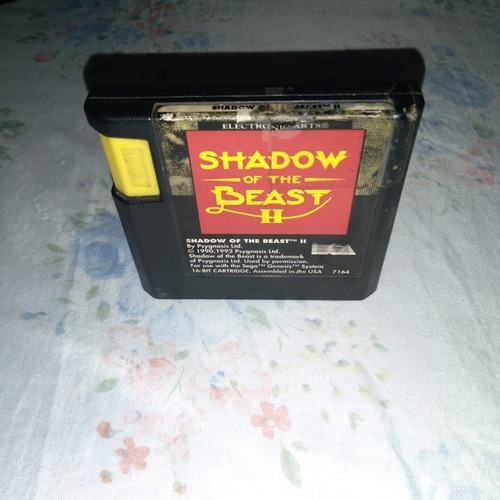 SHADOW OF THE BEAST™ II
ELECTRONIC ARTS®
SHADOW
OF THE
BEAST
II
SHADOW OF THE BEAST™ II
By Psygnosis Ltd.
© 1990,1992 Psygnosis Ltd.
Shadow of the Beast is a trademark
of Psygnosis Ltd. Used by permission.
For use with the Sega™ Genesis™ System
16-BIT CARTRIDGE. Assembled in the USA 7164